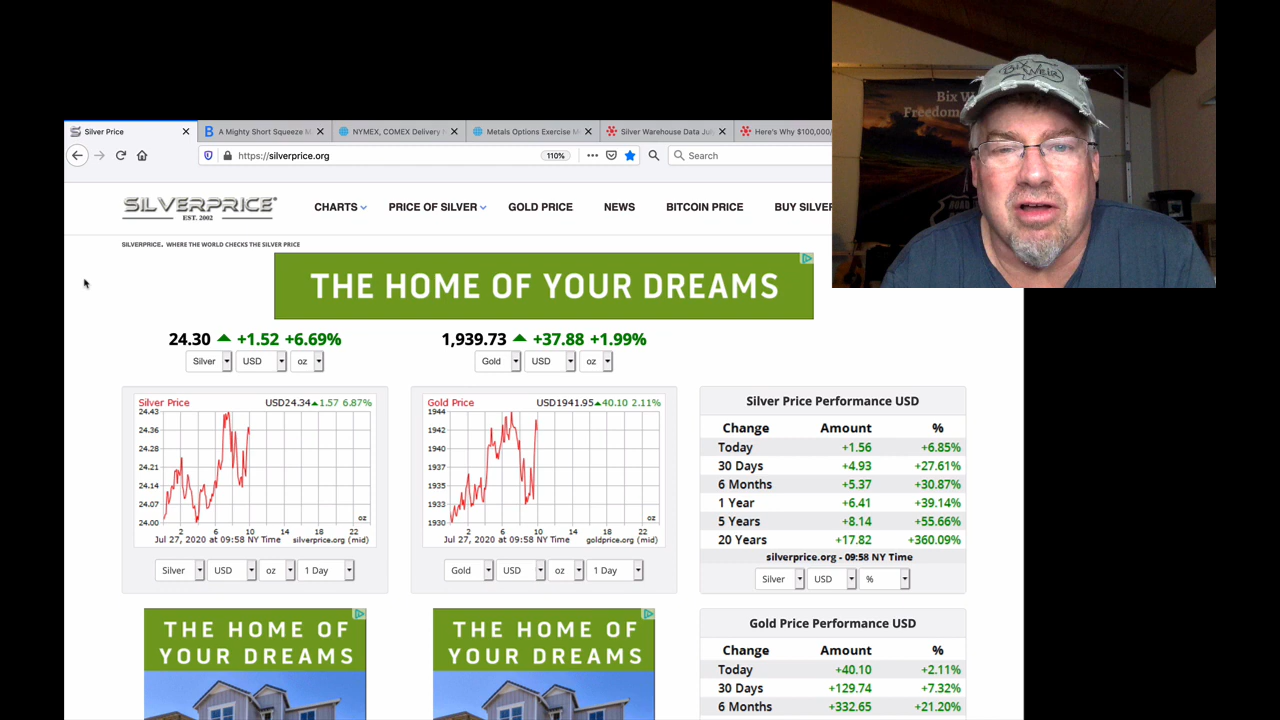 Silver Price
A Mighty Short Squeeze M
NYMEX, COMEX Delivery
Metals Options Exercise M
Silver Warehouse Data Jul
Here's Why $100,000/
https://silverprice.org
110%
Search
BIX WEIR
Bix W
Freedom
SILVERPRICE
EST. 2002
CHARTS
PRICE OF SILVER
GOLD PRICE
NEWS
BITCOIN PRICE
BUY SILVER
SILVERPRICE. WHERE THE WORLD CHECKS THE SILVER PRICE
THE HOME OF YOUR DREAMS
24.30 +1.52 +6.69%
Silver USD oz
1,939.73 +37.88 +1.99%
Gold USD oz
Silver Price USD24.34 1.57 6.87%
24.43
24.36
24.28
24.21
24.14
24.07
24.00
oz
2 6 10 14 18 22
Jul 27, 2020 at 09:58 NY Time silverprice.org (mid)
Silver USD oz 1 Day
Gold Price USD1941.95 40.10 2.11%
1944
1942
1940
1937
1935
1933
1930
oz
2 6 10 14 18 22
Jul 27, 2020 at 09:58 NY Time goldprice.org (mid)
Gold USD oz 1 Day
Silver Price Performance USD
Change Amount %
Today +1.56 +6.85%
30 Days +4.93 +27.61%
6 Months +5.37 +30.87%
1 Year +6.41 +39.14%
5 Years +8.14 +55.66%
20 Years +17.82 +360.09%
silverprice.org - 09:58 NY Time
Silver USD %
THE HOME OF
YOUR DREAMS
THE HOME OF
YOUR DREAMS
Gold Price Performance USD
Change Amount %
Today +40.10 +2.11%
30 Days +129.74 +7.32%
6 Months +332.65 +21.20%